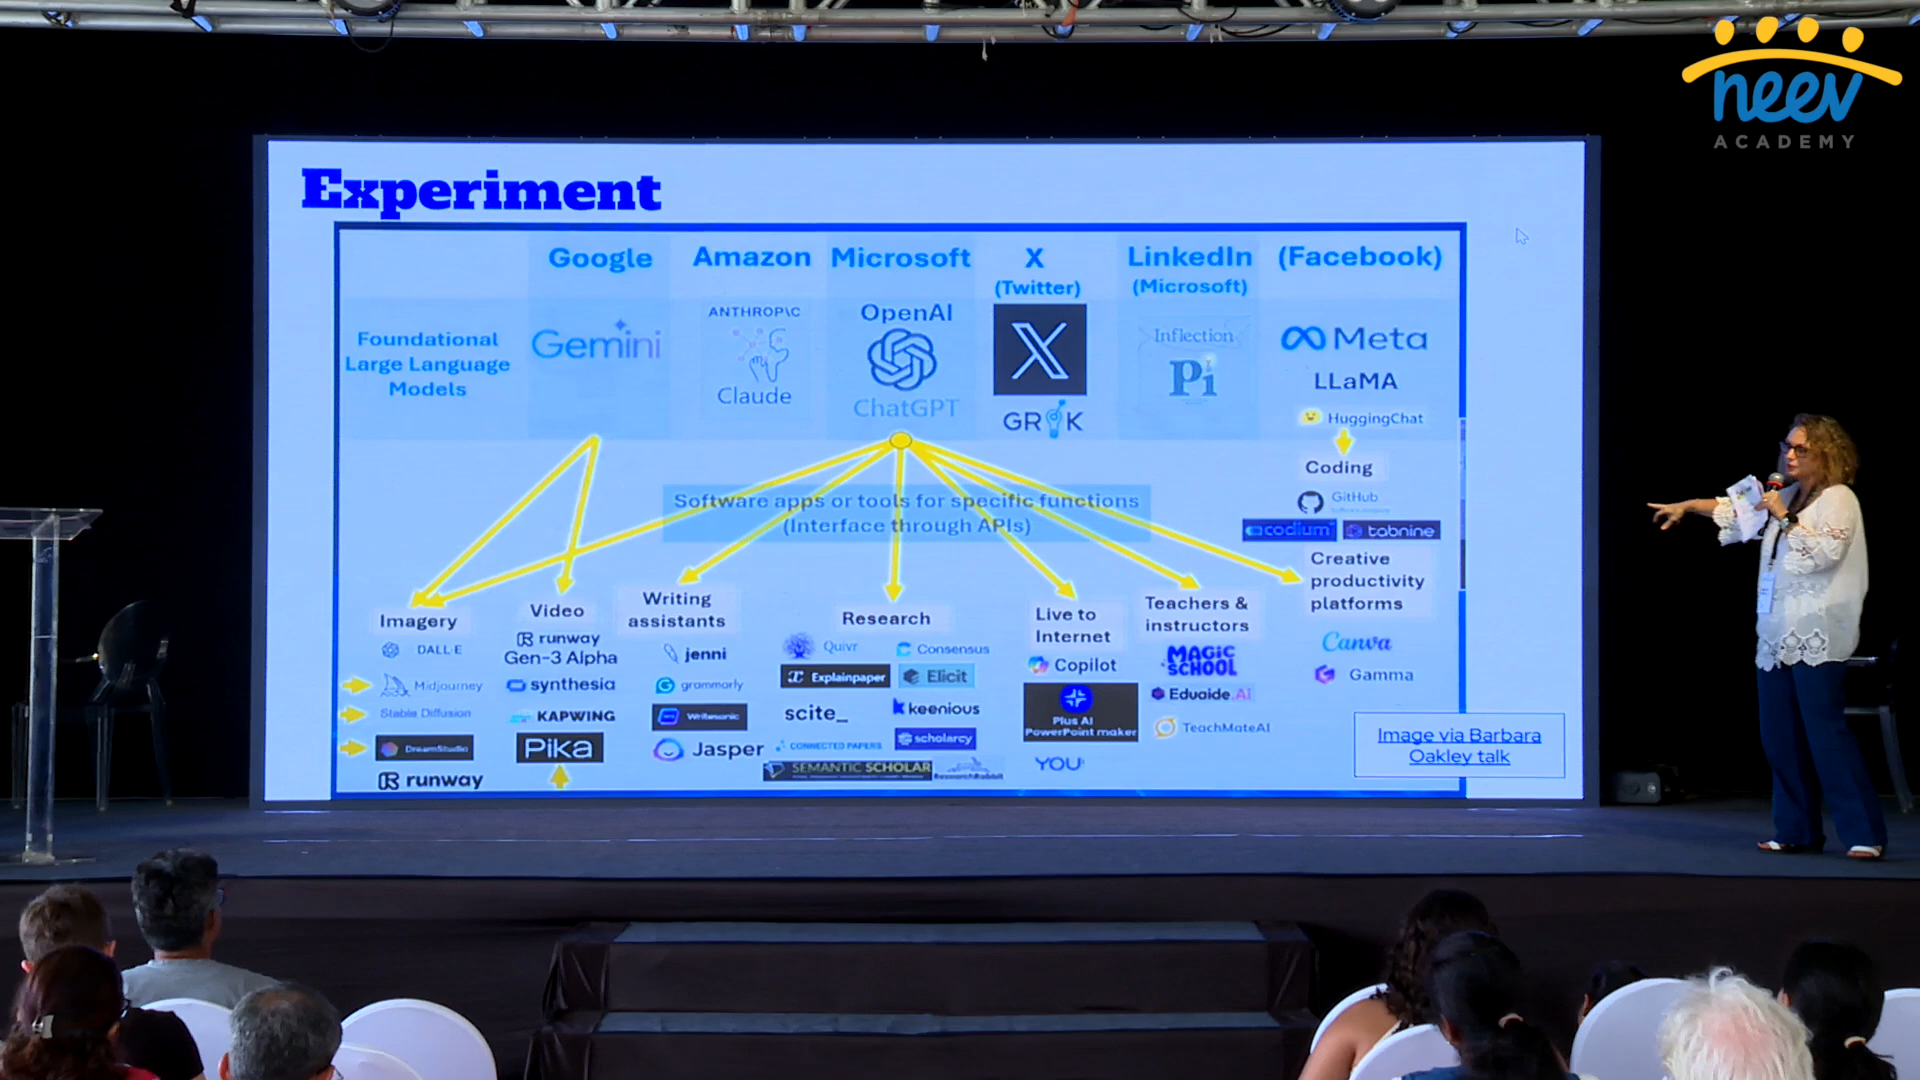 neev
ACADEMY
Experiment
Google
Amazon
Microsoft
X
(Twitter)
LinkedIn
(Microsoft)
(Facebook)
Foundational
Large Language
Models
Gemini
ANTHROP\C
Claude
OpenAI
ChatGPT
X
GROK
Inflection
Pi
Meta
LLaMA
HuggingChat
Software apps or tools for specific functions
(Interface through APIs)
Coding
GitHub
codium
tabnine
Imagery
DALL·E
Midjourney
Stable Diffusion
DreamStudio
runway
Video
runway
Gen-3 Alpha
synthesia
KAPWING
Pika
Writing
assistants
jenni
grammarly
Writesonic
Jasper
Research
Quivr
Consensus
Explainpaper
Elicit
scite_
keenious
CONNECTED PAPERS
scholarcy
SEMANTIC SCHOLAR
ResearchRabbit
Live to
Internet
Copilot
Plus AI
PowerPoint maker
YOU
Teachers &
instructors
MAGIC
SCHOOL
Eduaide.AI
TeachMateAI
Creative
productivity
platforms
Canva
Gamma
Image via Barbara
Oakley talk